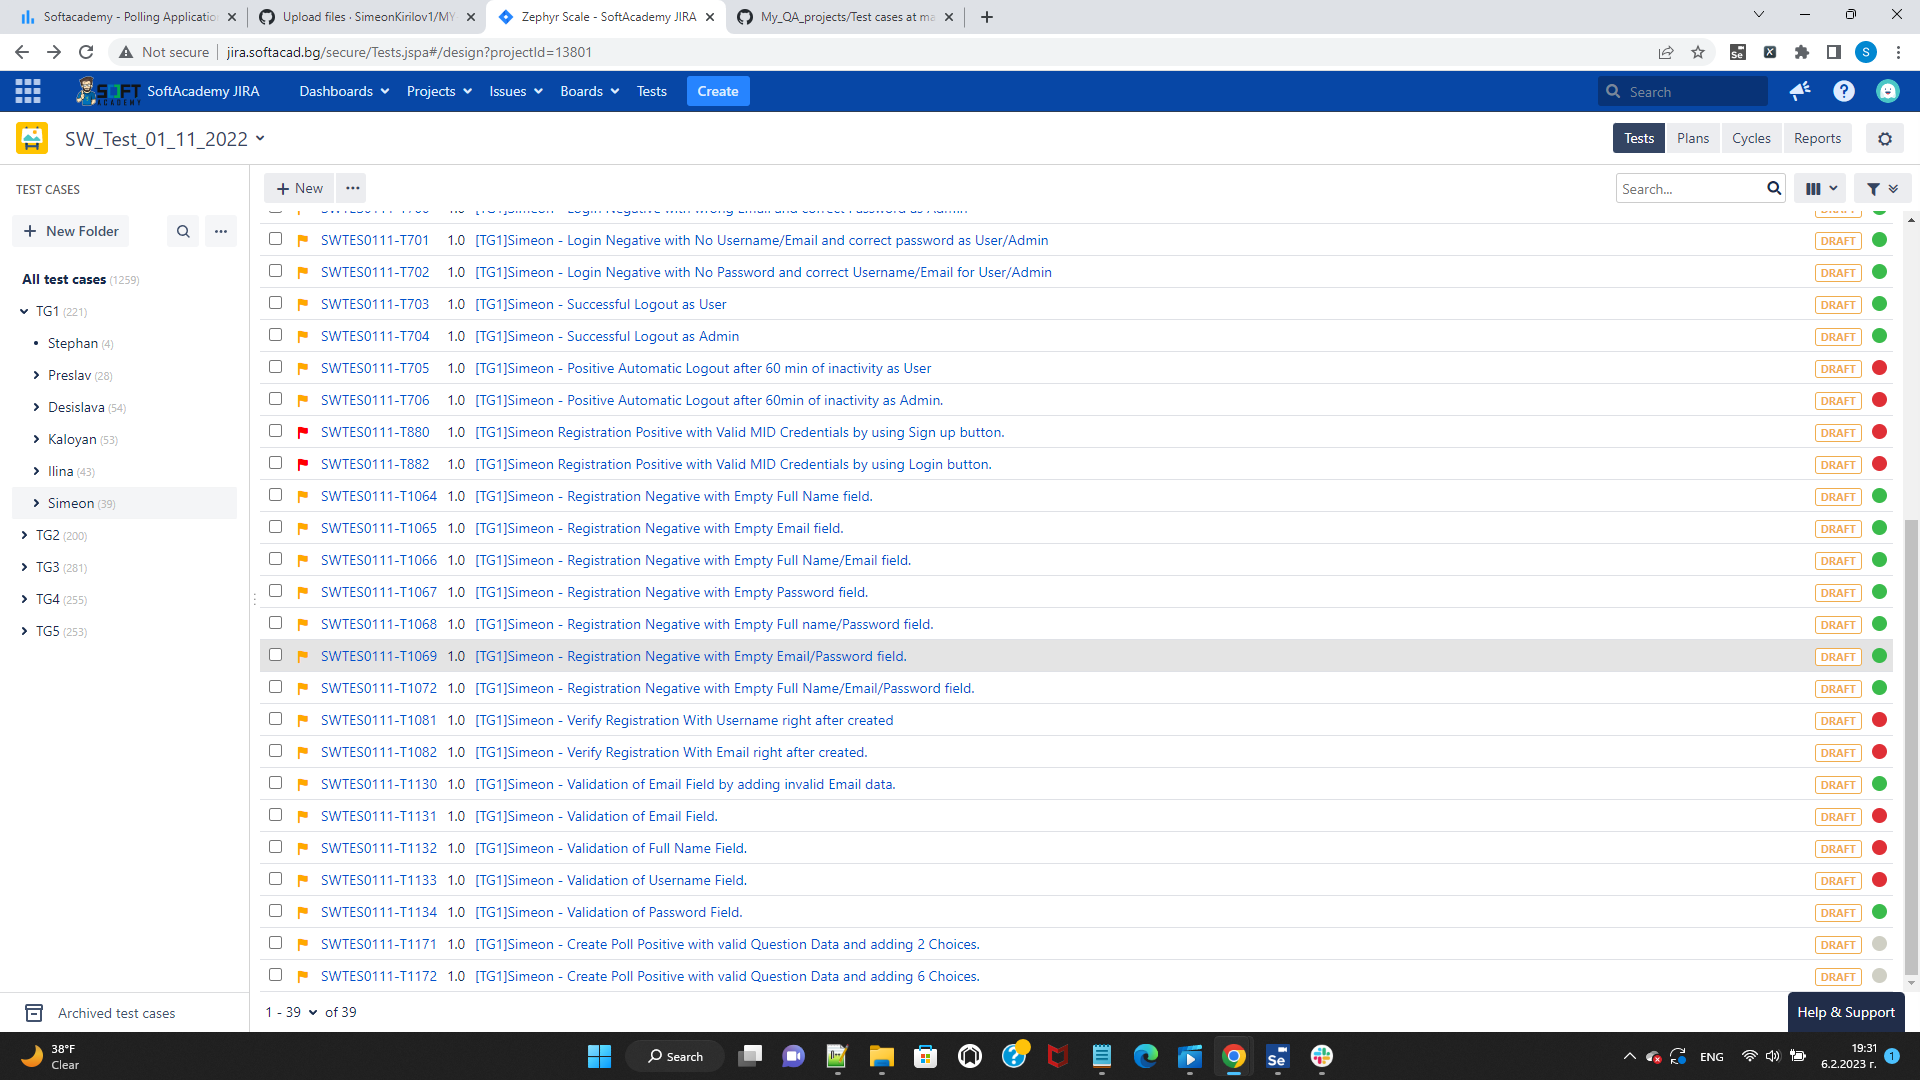 Softacademy - Polling Application
Upload files · SimeonKirilov1/MY
Zephyr Scale - SoftAcademy JIRA
My_QA_projects/Test cases at ma
Not secure
jira.softacad.bg/secure/Tests.jspa#/design?projectId=13801
SOFT ACADEMY
SoftAcademy JIRA
Dashboards
Projects
Issues
Boards
Tests
Create
Search
SW_Test_01_11_2022
Tests
Plans
Cycles
Reports
TEST CASES
New
Search...
New Folder
All test cases (1259)
TG1 (221)
Stephan (4)
Preslav (28)
Desislava (54)
Kaloyan (53)
Ilina (43)
Simeon (39)
TG2 (200)
TG3 (281)
TG4 (255)
TG5 (253)
Archived test cases
[TG1]Simeon - Login Negative with wrong Email and correct Password as Admin
SWTES0111-T701 1.0 [TG1]Simeon - Login Negative with No Username/Email and correct password as User/Admin DRAFT
SWTES0111-T702 1.0 [TG1]Simeon - Login Negative with No Password and correct Username/Email for User/Admin DRAFT
SWTES0111-T703 1.0 [TG1]Simeon - Successful Logout as User DRAFT
SWTES0111-T704 1.0 [TG1]Simeon - Successful Logout as Admin DRAFT
SWTES0111-T705 1.0 [TG1]Simeon - Positive Automatic Logout after 60 min of inactivity as User DRAFT
SWTES0111-T706 1.0 [TG1]Simeon - Positive Automatic Logout after 60min of inactivity as Admin. DRAFT
SWTES0111-T880 1.0 [TG1]Simeon Registration Positive with Valid MID Credentials by using Sign up button. DRAFT
SWTES0111-T882 1.0 [TG1]Simeon Registration Positive with Valid MID Credentials by using Login button. DRAFT
SWTES0111-T1064 1.0 [TG1]Simeon - Registration Negative with Empty Full Name field. DRAFT
SWTES0111-T1065 1.0 [TG1]Simeon - Registration Negative with Empty Email field. DRAFT
SWTES0111-T1066 1.0 [TG1]Simeon - Registration Negative with Empty Full Name/Email field. DRAFT
SWTES0111-T1067 1.0 [TG1]Simeon - Registration Negative with Empty Password field. DRAFT
SWTES0111-T1068 1.0 [TG1]Simeon - Registration Negative with Empty Full name/Password field. DRAFT
SWTES0111-T1069 1.0 [TG1]Simeon - Registration Negative with Empty Email/Password field. DRAFT
SWTES0111-T1072 1.0 [TG1]Simeon - Registration Negative with Empty Full Name/Email/Password field. DRAFT
SWTES0111-T1081 1.0 [TG1]Simeon - Verify Registration With Username right after created DRAFT
SWTES0111-T1082 1.0 [TG1]Simeon - Verify Registration With Email right after created. DRAFT
SWTES0111-T1130 1.0 [TG1]Simeon - Validation of Email Field by adding invalid Email data. DRAFT
SWTES0111-T1131 1.0 [TG1]Simeon - Validation of Email Field. DRAFT
SWTES0111-T1132 1.0 [TG1]Simeon - Validation of Full Name Field. DRAFT
SWTES0111-T1133 1.0 [TG1]Simeon - Validation of Username Field. DRAFT
SWTES0111-T1134 1.0 [TG1]Simeon - Validation of Password Field. DRAFT
SWTES0111-T1171 1.0 [TG1]Simeon - Create Poll Positive with valid Question Data and adding 2 Choices. DRAFT
SWTES0111-T1172 1.0 [TG1]Simeon - Create Poll Positive with valid Question Data and adding 6 Choices. DRAFT
1 - 39 of 39
Help & Support
38°F
Clear
Search
ENG
19:31
6.2.2023 г.
1